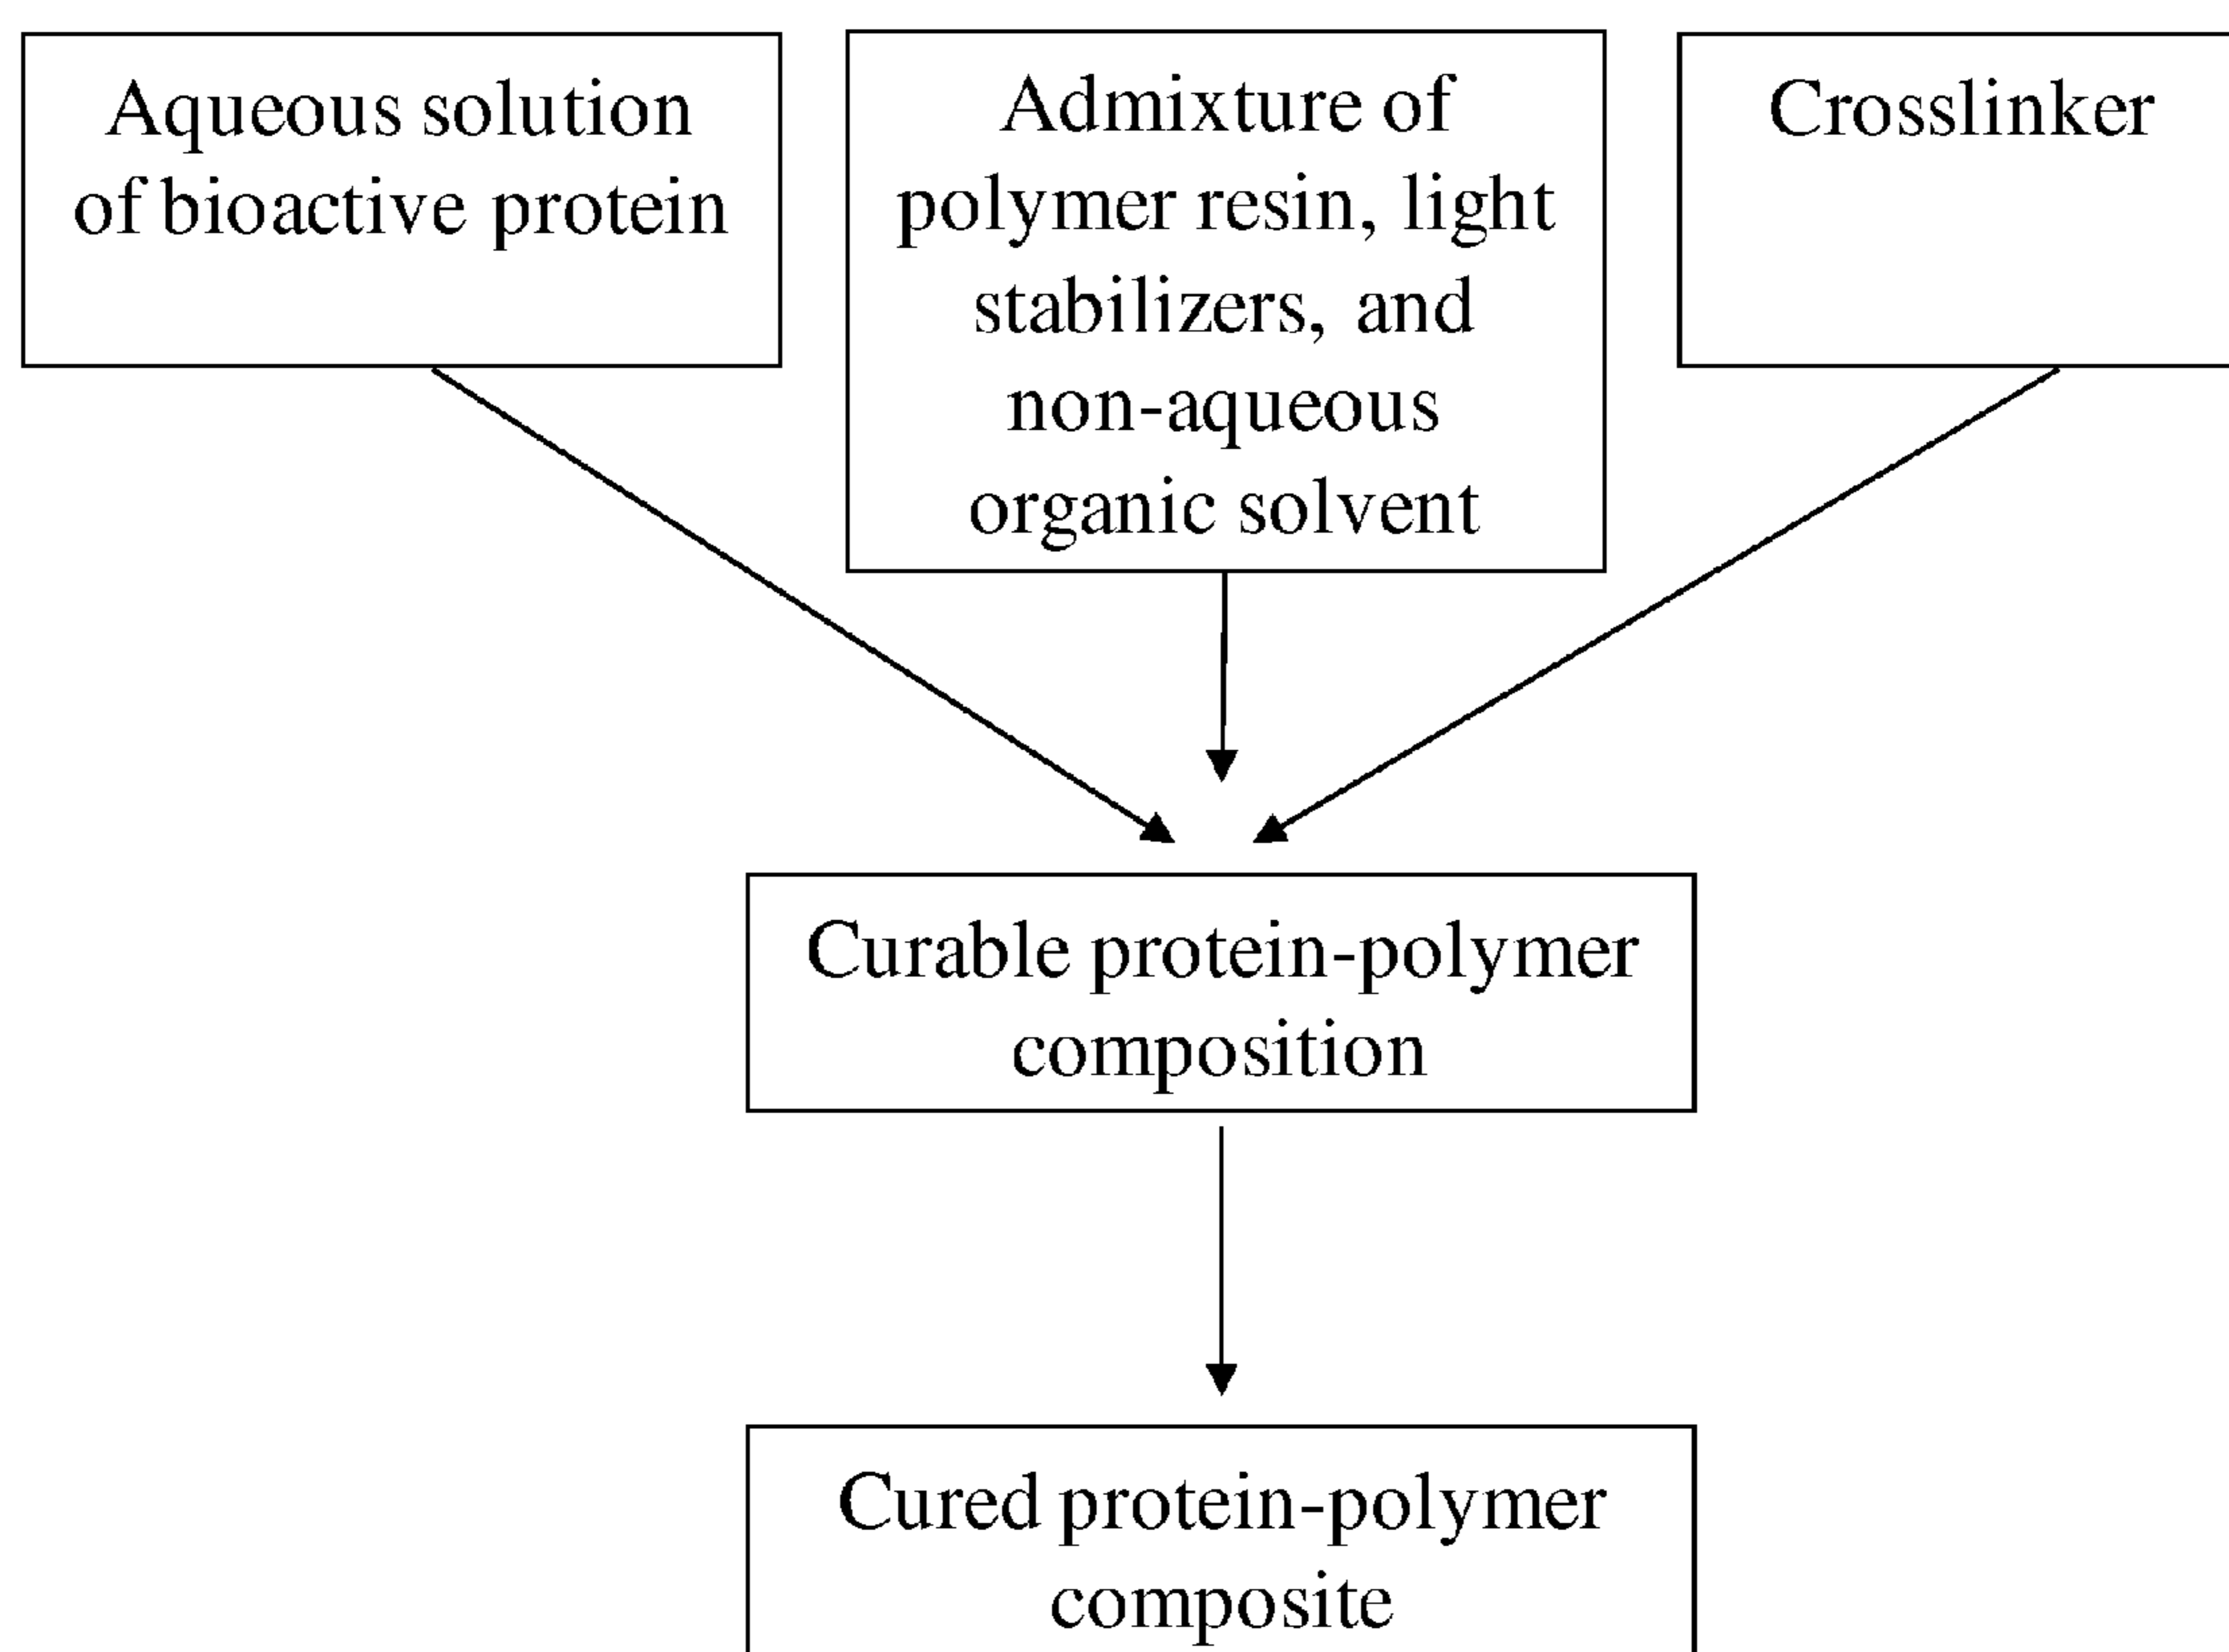 Aqueous solution
of bioactive protein
Admixture of
polymer resin, light
stabilizers, and
non-aqueous
organic solvent
Crosslinker
Curable protein-polymer
composition
Cured protein-polymer
composite